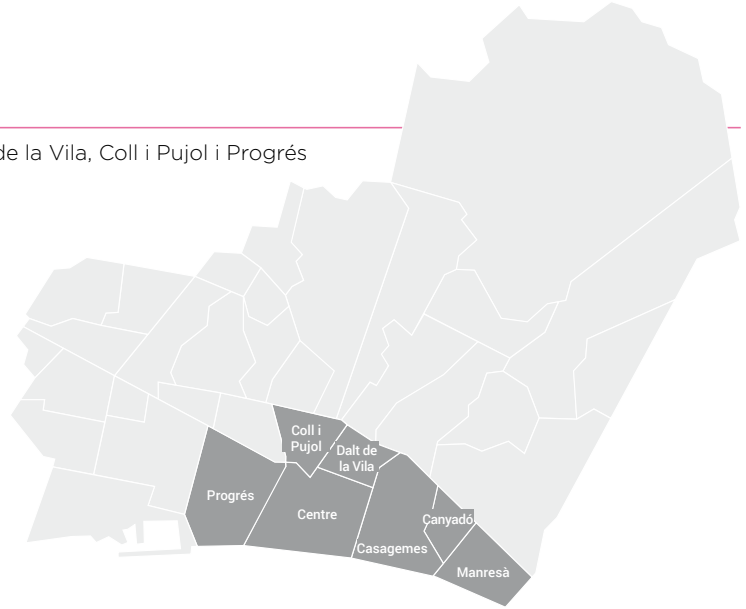 de la Vila, Coll i Pujol i Progrés
Coll i
Pujol
Dalt de
la Vila
Progrés
Centre
Canyadó
Casagemes
Manresà